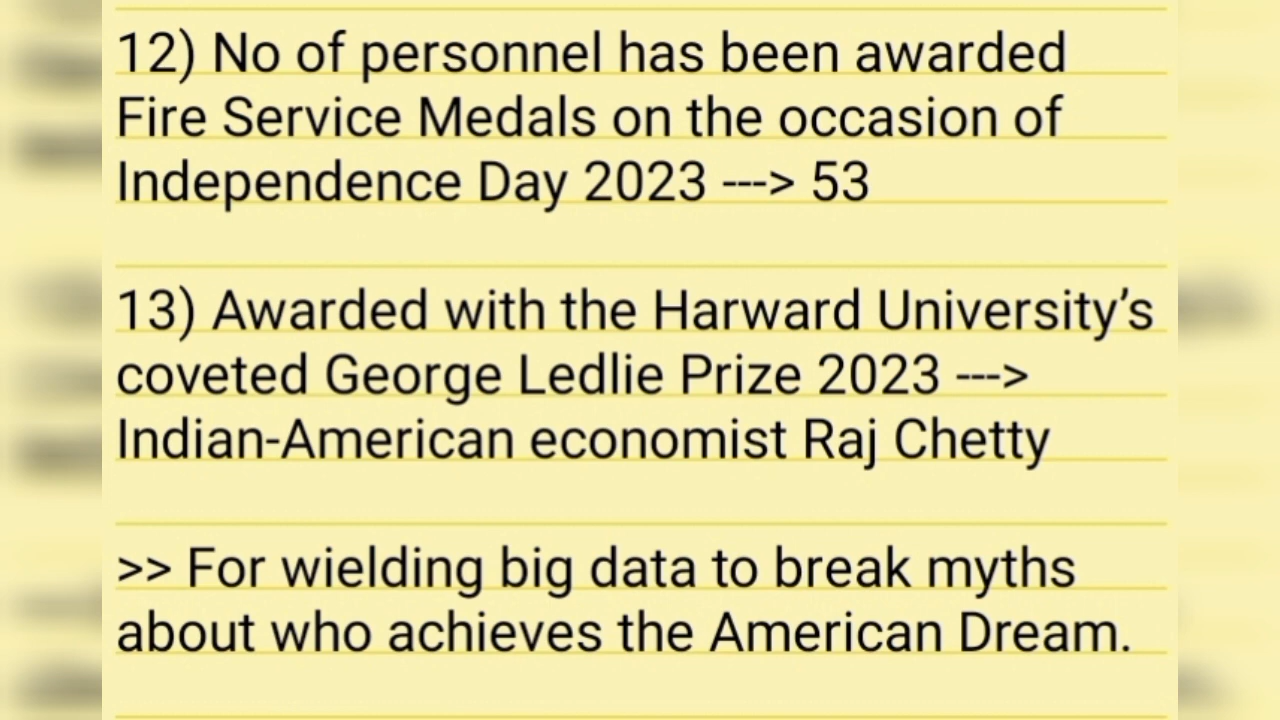 12) No of personnel has been awarded
Fire Service Medals on the occasion of
Independence Day 2023 ---> 53
13) Awarded with the Harward University’s
coveted George Ledlie Prize 2023 --->
Indian-American economist Raj Chetty
>> For wielding big data to break myths
about who achieves the American Dream.